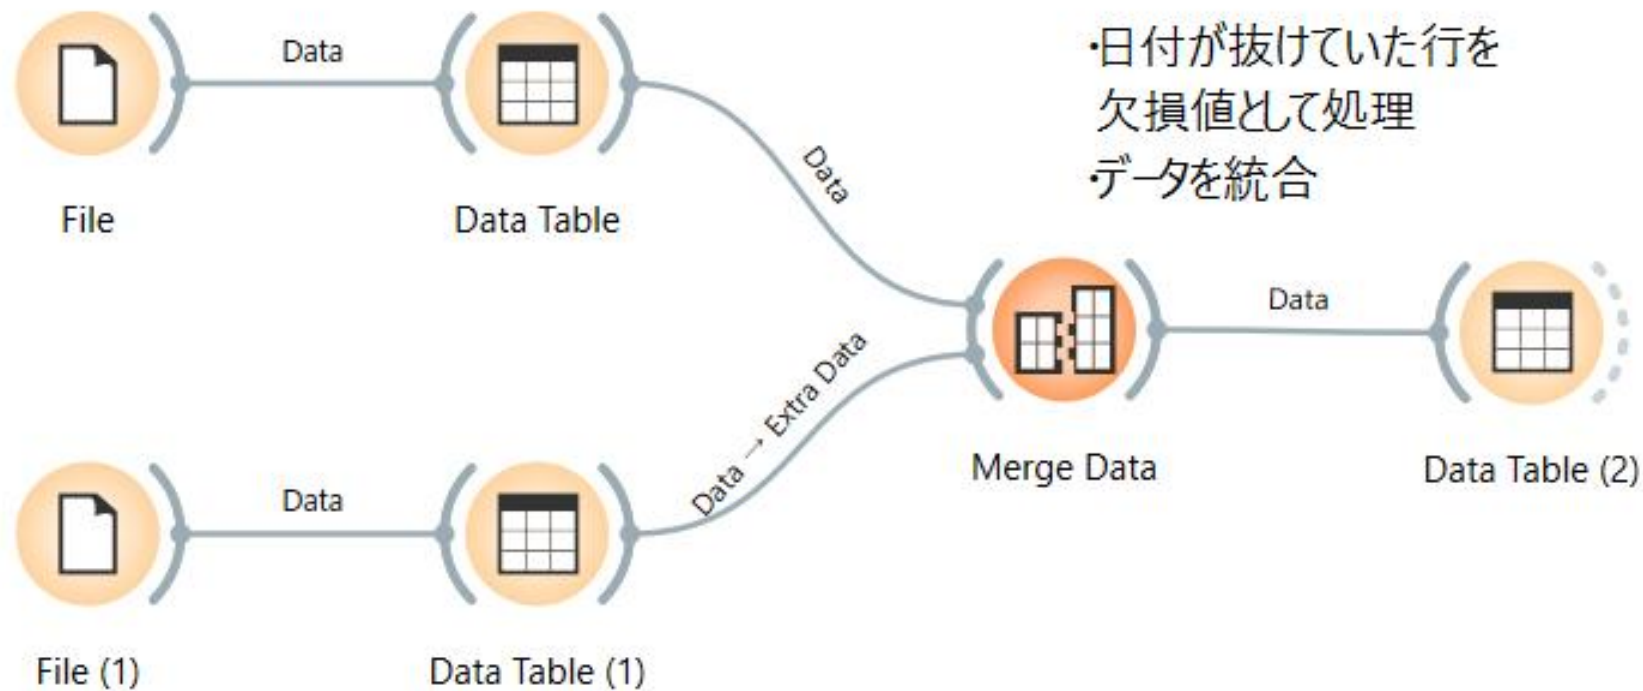 Data
Data
・日付が抜けていた行を
欠損値として処理
・データを統合
File
Data Table
Data
Data → Extra Data
Merge Data
Data
Data Table (2)
Data
File (1)
Data Table (1)